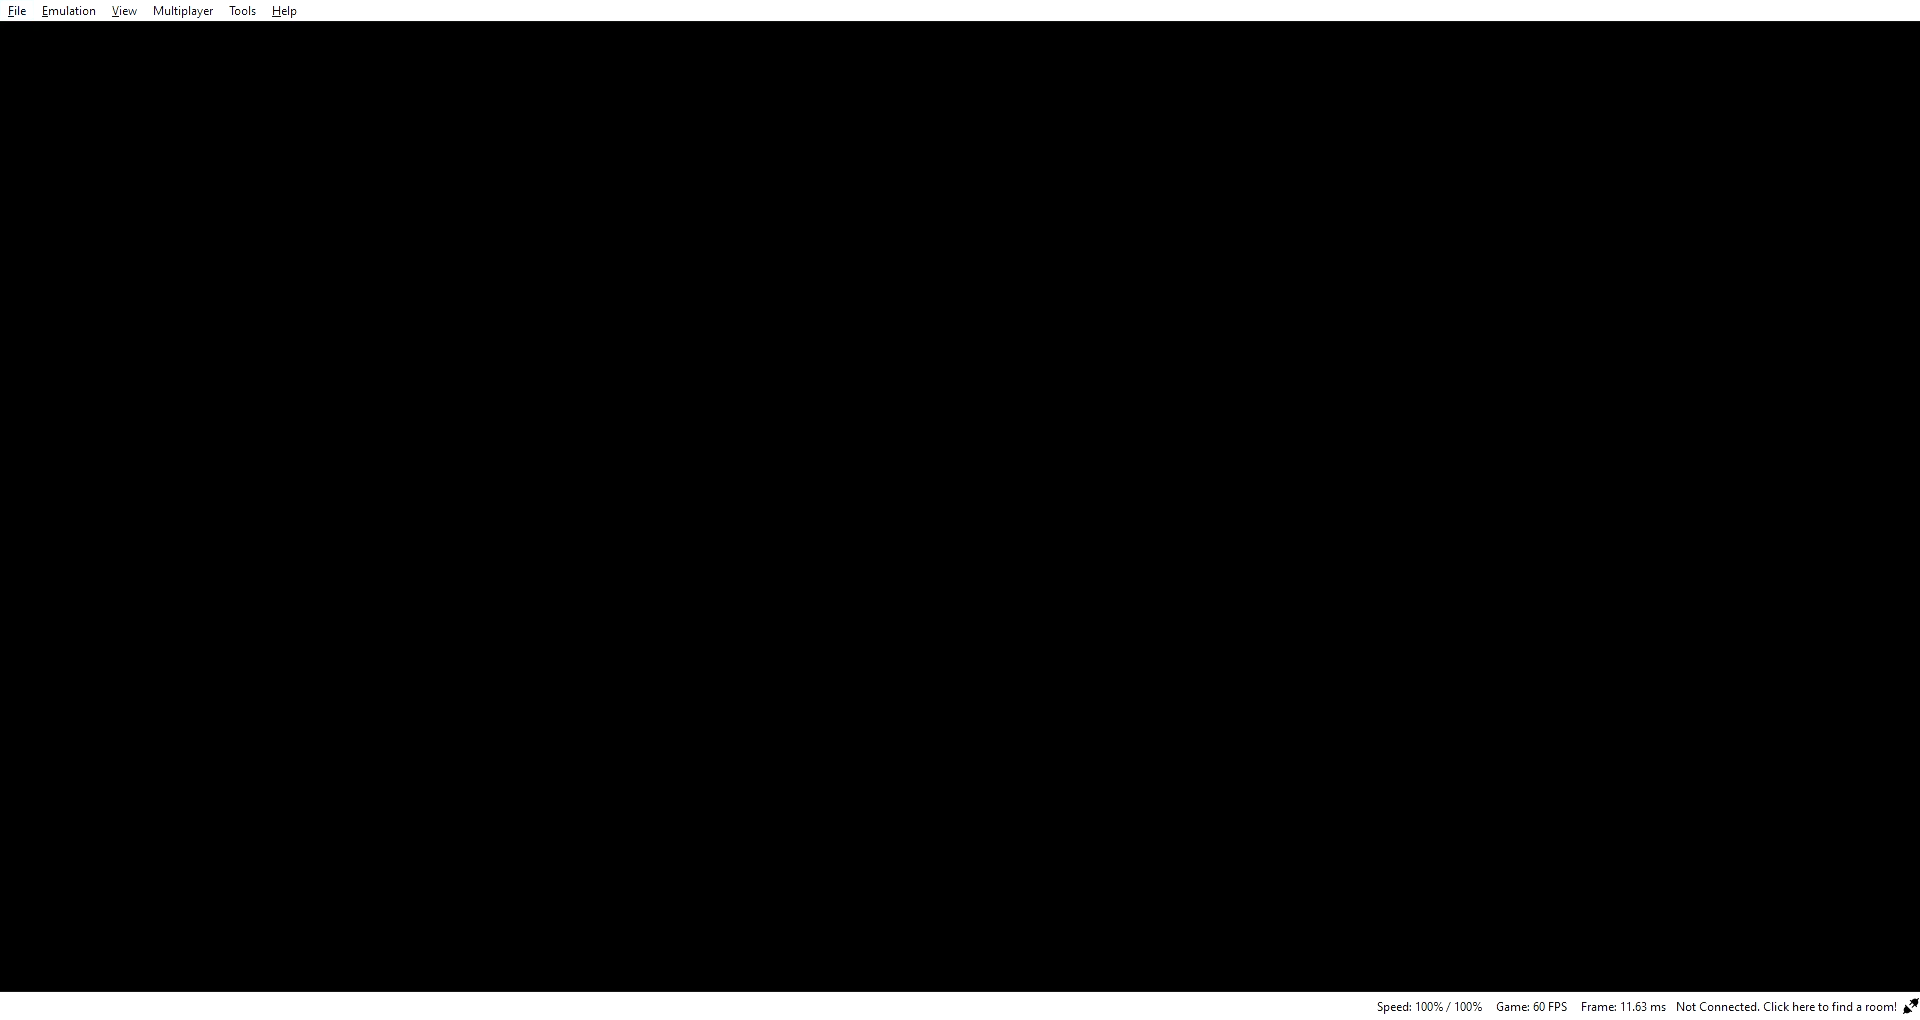 File Emulation View Multiplayer Tools Help
Speed: 100% / 100% Game: 60 FPS Frame: 11.63 ms Not Connected. Click here to find a room!